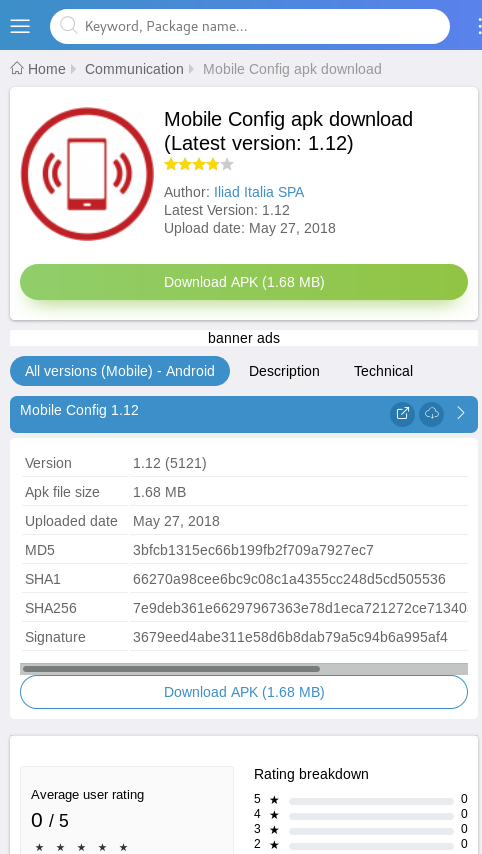 Keyword, Package name...
Home Communication Mobile Config apk download
Mobile Config apk download
(Latest version: 1.12)
Author: Iliad Italia SPA
Latest Version: 1.12
Upload date: May 27, 2018
Download APK (1.68 MB)
banner ads
All versions (Mobile) - Android Description Technical
Mobile Config 1.12
Version 1.12 (5121)
Apk file size 1.68 MB
Uploaded date May 27, 2018
MD5 3bfcb1315ec66b199fb2f709a7927ec7
SHA1 66270a98cee6bc9c08c1a4355cc248d5cd505536
SHA256 7e9deb361e66297967363e78d1eca721272ce71340
Signature 3679eed4abe311e58d6b8dab79a5c94b6a995af4
Download APK (1.68 MB)
Rating breakdown
Average user rating
0 / 5
5 ★ 0
4 ★ 0
3 ★ 0
2 ★ 0